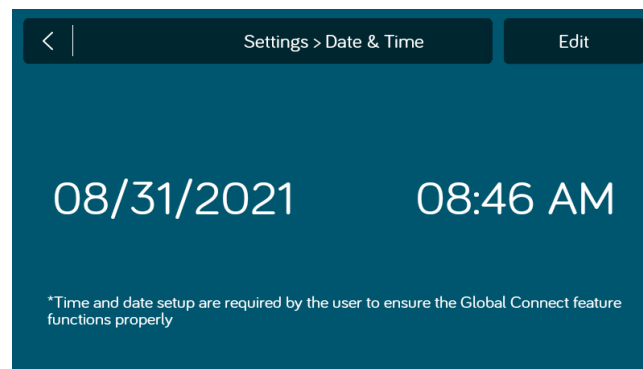 Settings > Date & Time
Edit
08/31/2021
08:46 AM
*Time and date setup are required by the user to ensure the Global Connect feature
functions properly